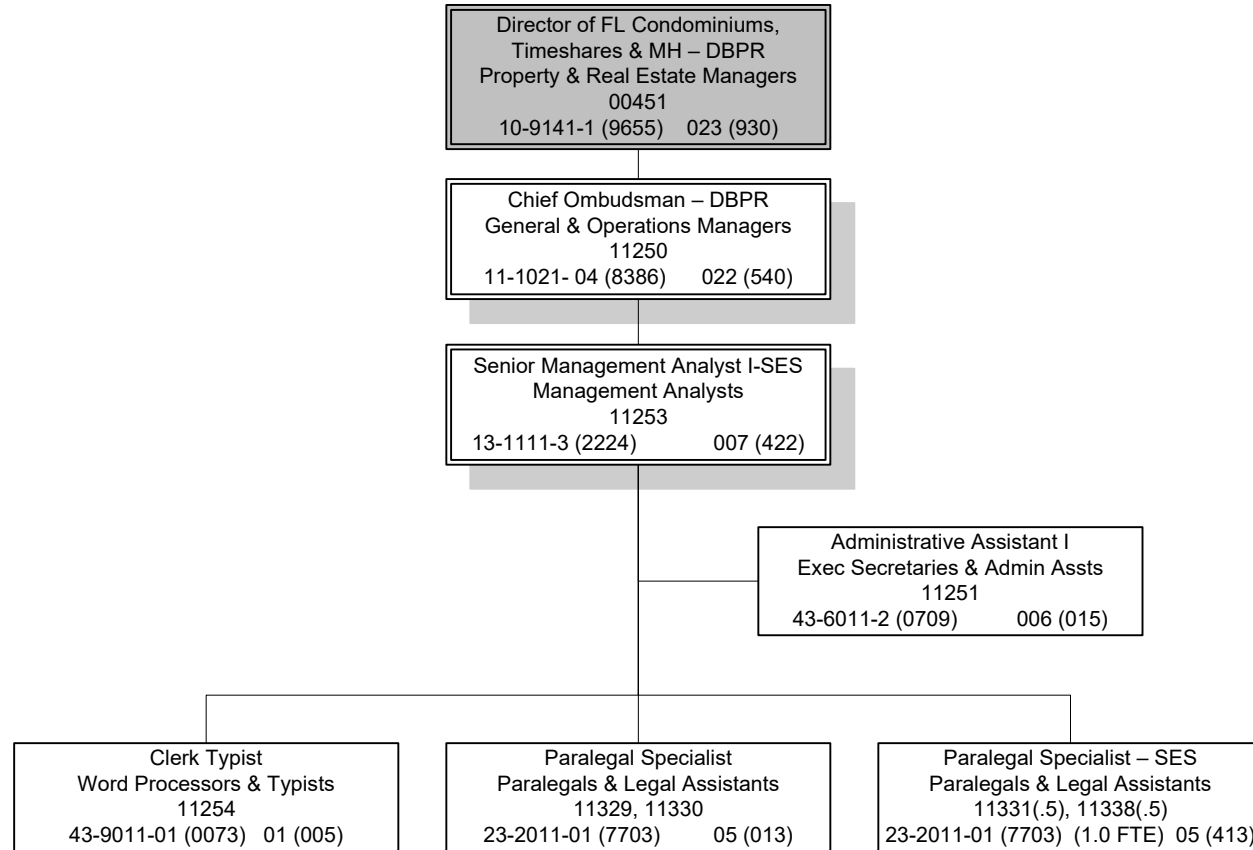 Director of FL Condominiums,
Timeshares & MH – DBPR
Property & Real Estate Managers
00451
10-9141-1 (9655) 023 (930)
Chief Ombudsman – DBPR
General & Operations Managers
11250
11-1021- 04 (8386) 022 (540)
Senior Management Analyst I-SES
Management Analysts
11253
13-1111-3 (2224) 007 (422)
Administrative Assistant I
Exec Secretaries & Admin Assts
11251
43-6011-2 (0709) 006 (015)
Clerk Typist
Word Processors & Typists
11254
43-9011-01 (0073) 01 (005)
Paralegal Specialist
Paralegals & Legal Assistants
11329, 11330
23-2011-01 (7703) 05 (013)
Paralegal Specialist – SES
Paralegals & Legal Assistants
11331(.5), 11338(.5)
23-2011-01 (7703) (1.0 FTE) 05 (413)